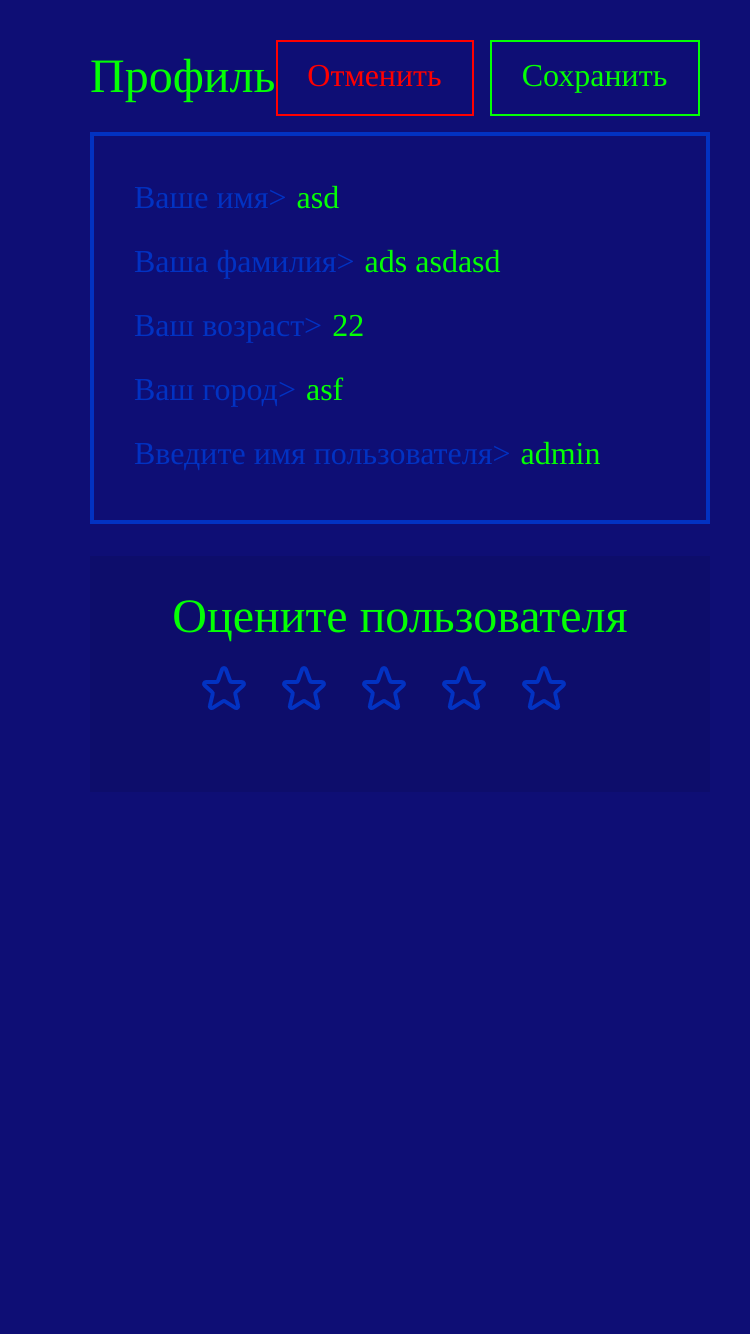 Профиль Отменить Сохранить
Ваше имя> asd
Ваша фамилия> ads asdasd
Ваш возраст> 22
Ваш город> asf
Введите имя пользователя> admin
Оцените пользователя